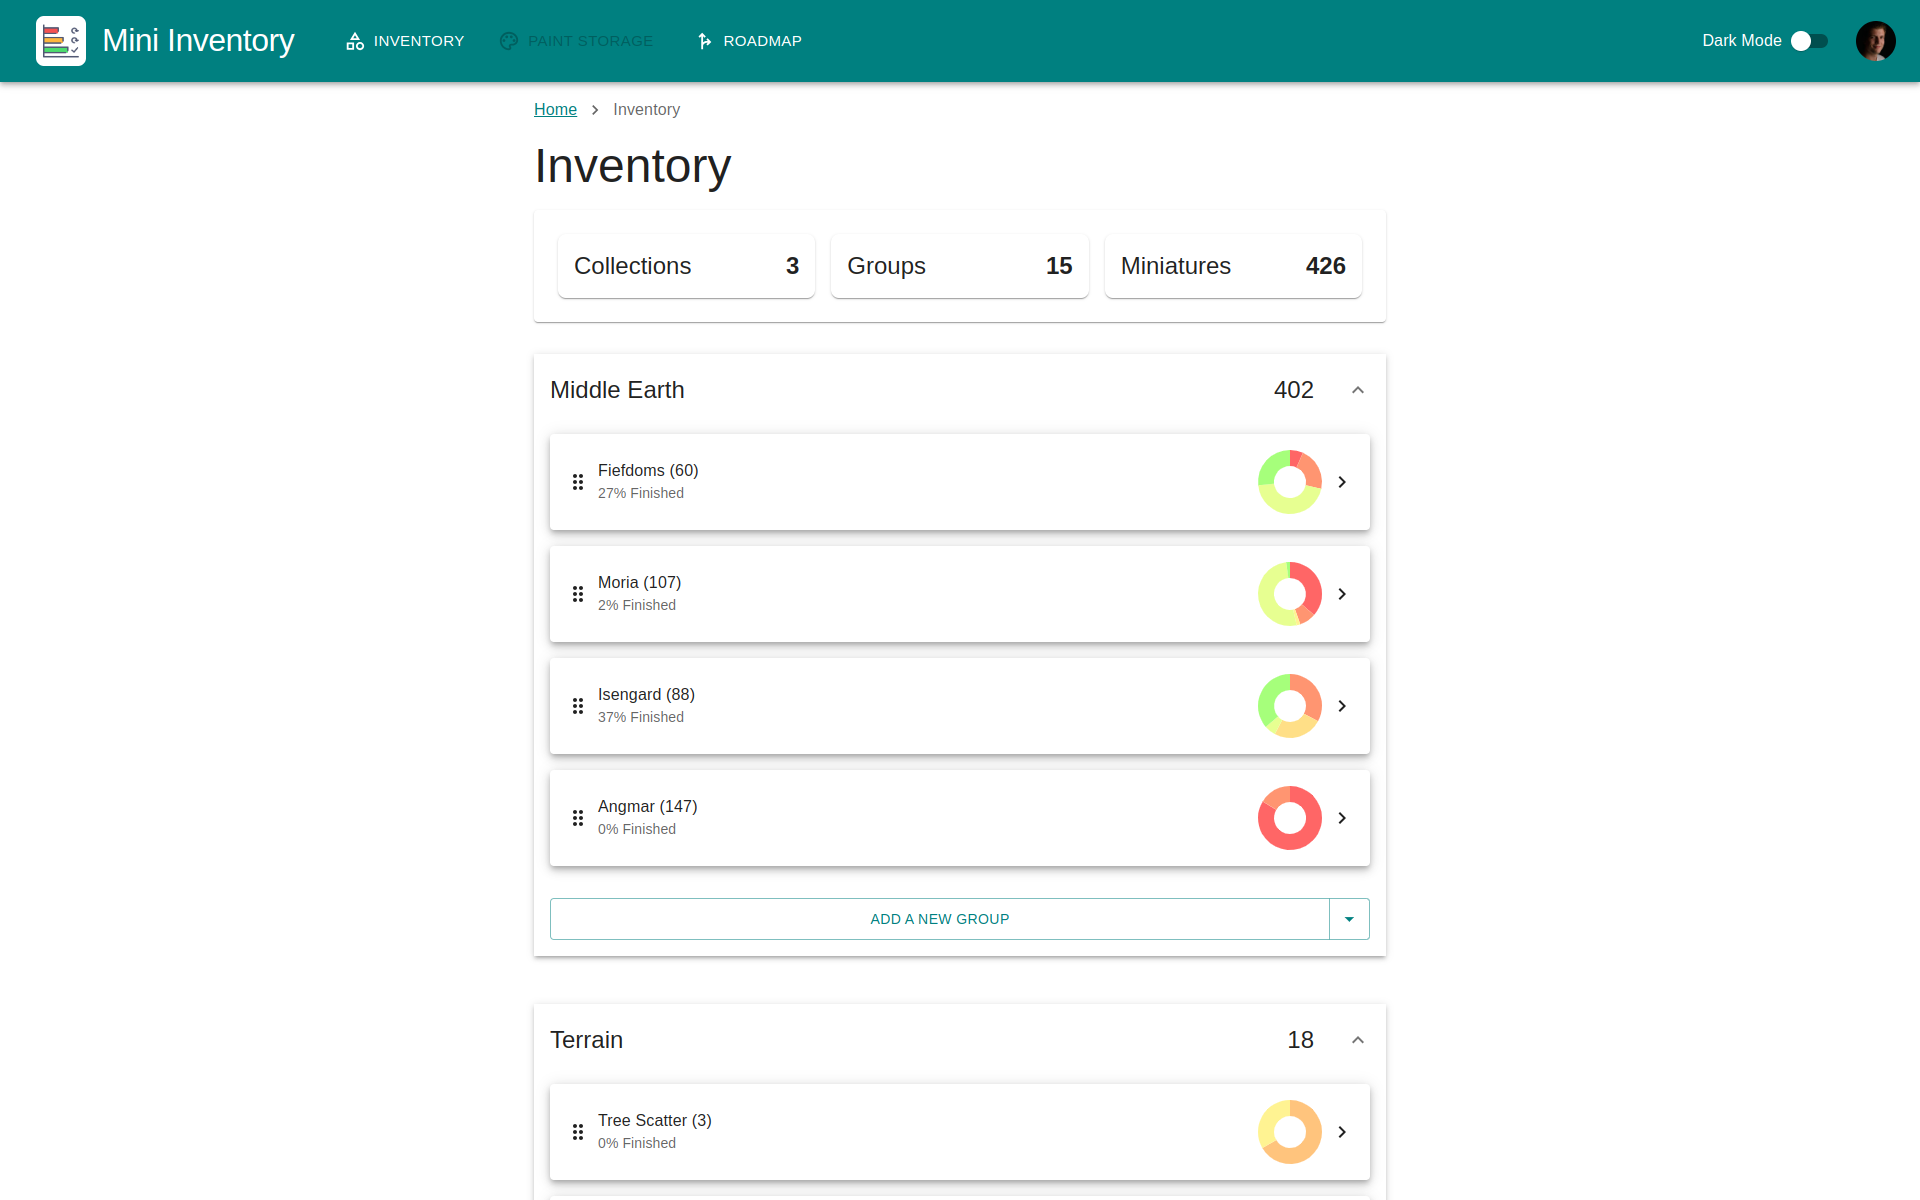 Mini Inventory
INVENTORY
PAINT STORAGE
ROADMAP
Dark Mode
Home
Inventory
Inventory
Collections 3
Groups 15
Miniatures 426
Middle Earth 402
Fiefdoms (60)
27% Finished
Moria (107)
2% Finished
Isengard (88)
37% Finished
Angmar (147)
0% Finished
ADD A NEW GROUP
Terrain 18
Tree Scatter (3)
0% Finished